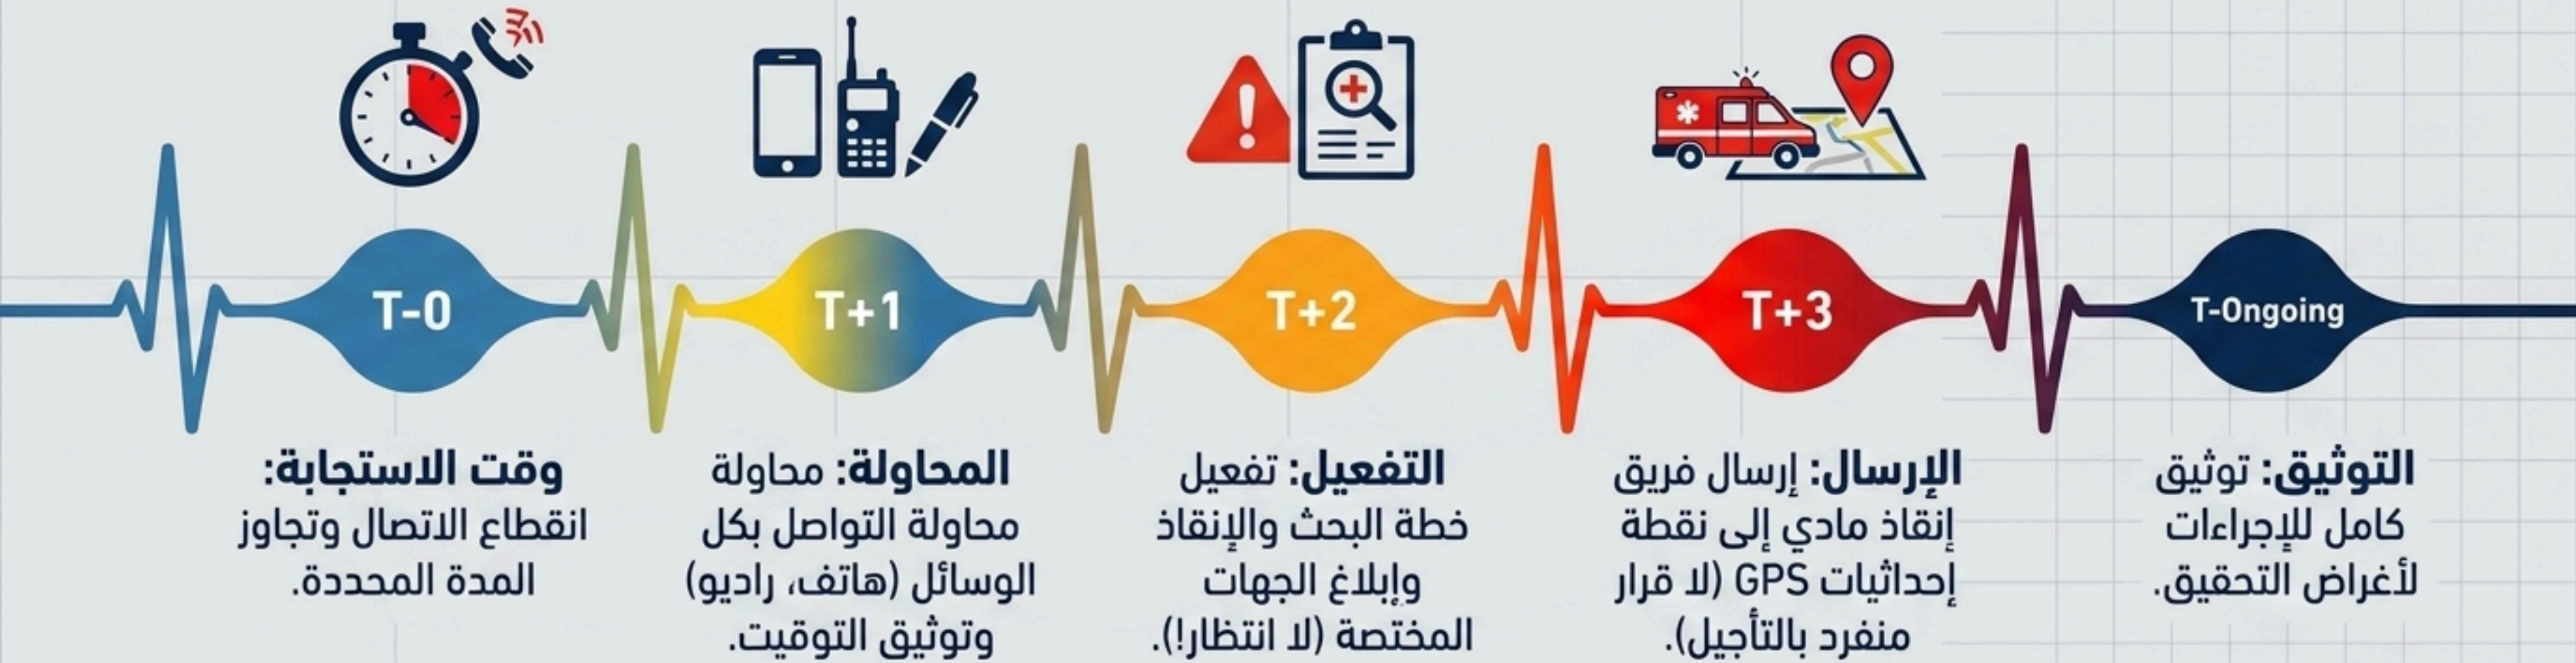 T-0
وقت الاستجابة:
انقطاع الاتصال وتجاوز
المدة المحددة.
T+1
المحاولة: محاولة
محاولة التواصل بكل
الوسائل (هاتف، راديو)
وتوثيق التوقيت.
T+2
التفعيل: تفعيل
خطة البحث والإنقاذ
وإبلاغ الجهات
المختصة (لا انتظار!).
T+3
الإرسال: إرسال فريق
إنقاذ مادي إلى نقطة
إحداثيات GPS (لا قرار
منفرد بالتأجيل).
T-Ongoing
التوثيق: توثيق
كامل للإجراءات
لأغراض التحقيق.